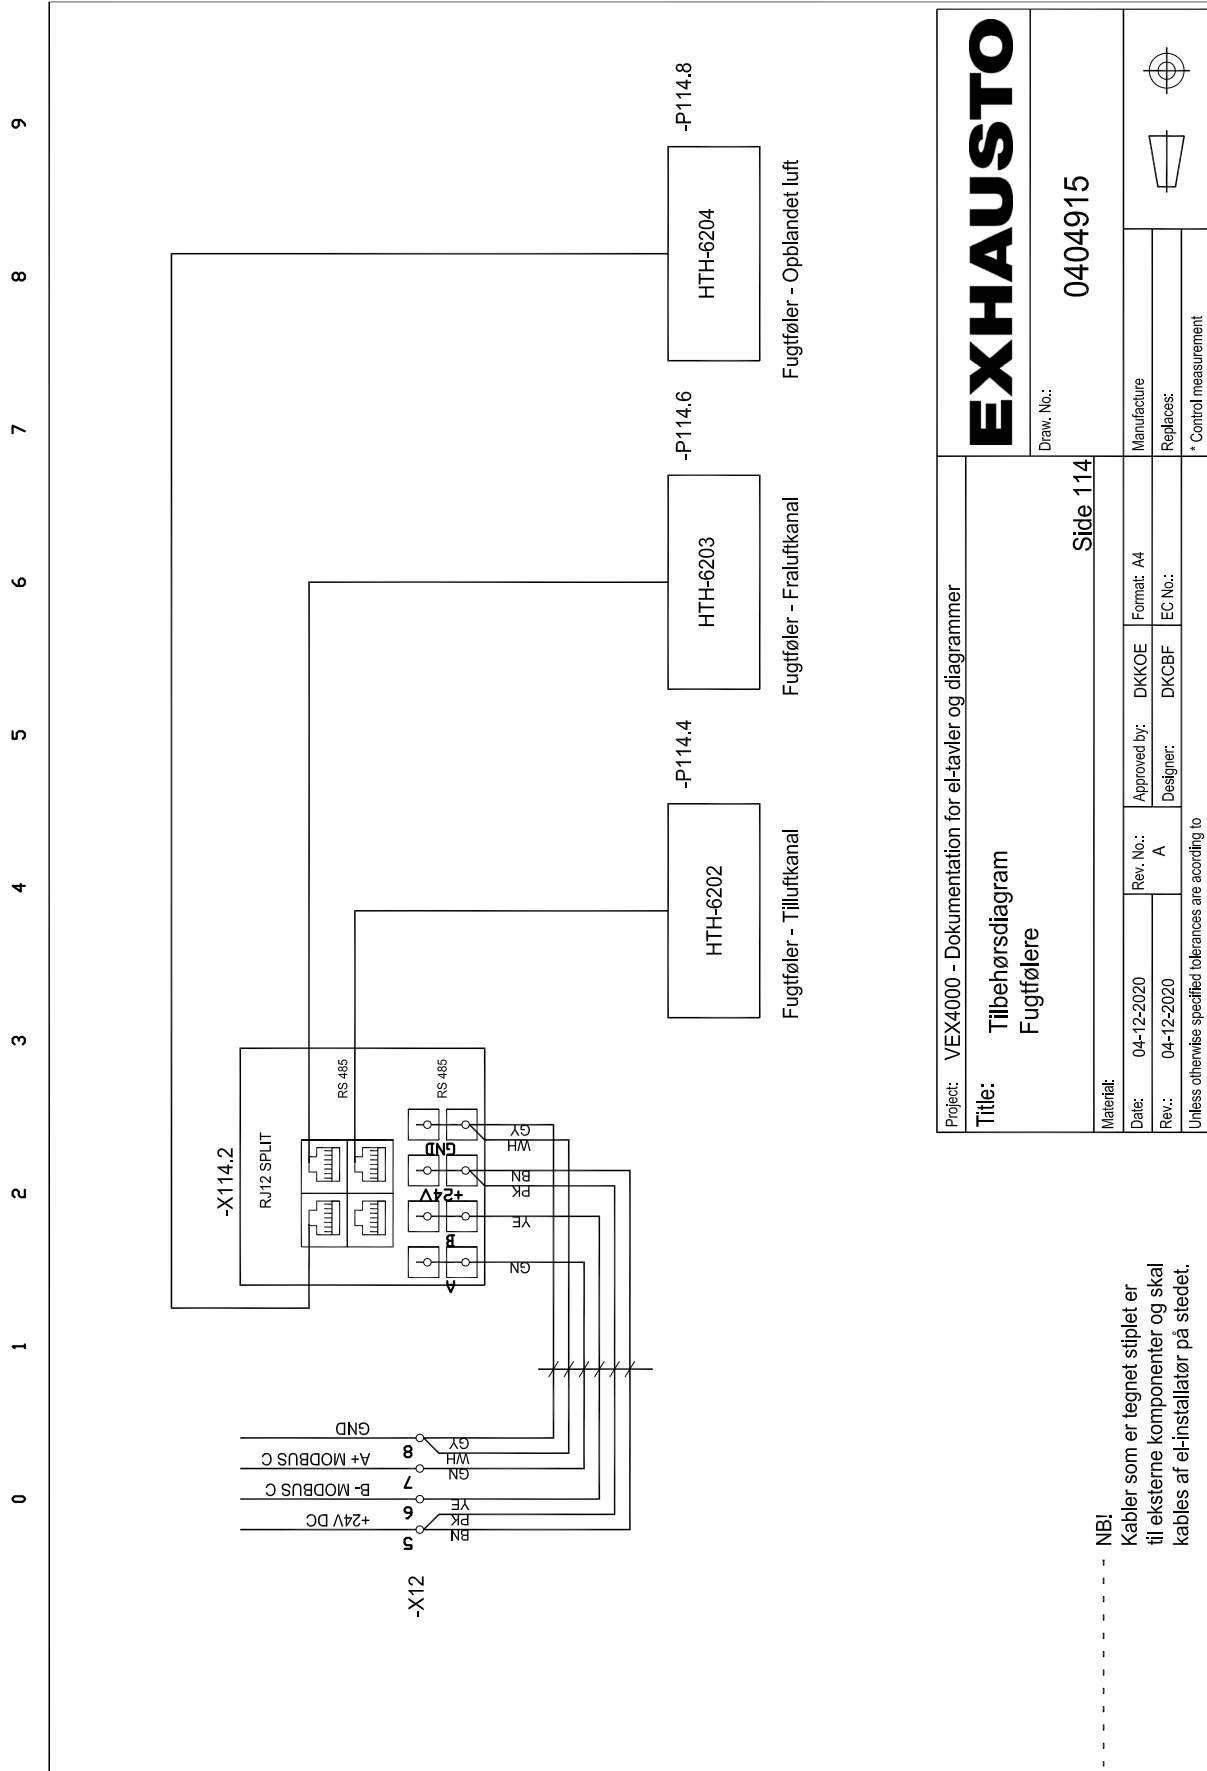 0 1 2 3 4 5 6 7 8 9
-X12
5 6 7 8
+24V DC
B- MODBUS C
A+ MODBUS C
GND
BN
PK
YE
GN
WH
GY
-X114.2
RJ12 SPLIT
RS 485
RS 485
A
B
+24V
GND
GN
YE
PK
BN
WH
GY
-P114.4
HTH-6202
Fugtføler - Tilluftkanal
-P114.6
HTH-6203
Fugtføler - Fraluftkanal
-P114.8
HTH-6204
Fugtføler - Opblandet luft
NB!
Kabler som er tegnet stiplet er
til eksterne komponenter og skal
kables af el-installatør på stedet.
Project: VEX4000 - Dokumentation for el-tavler og diagrammer
Title: Tilbehørsdiagram
Fugtfølere
Side 114
EXHAUSTO
Draw. No.:
0404915
Material:
Date: 04-12-2020
Rev. No.:
A
Approved by: DKKOE
Format: A4
Manufacture
Rev.: 04-12-2020
Designer: DKCBF
EC No.:
Replaces:
Unless otherwise specified tolerances are acording to
* Control measurement